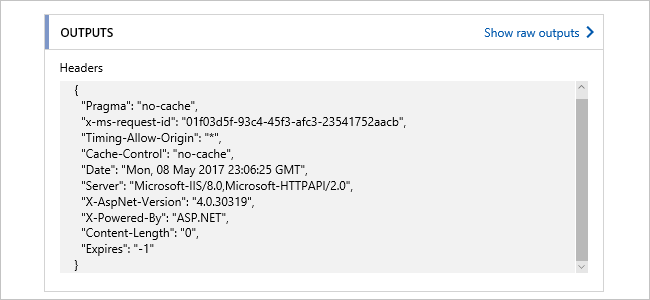 OUTPUTS
Show raw outputs
Headers
{
"Pragma": "no-cache",
"x-ms-request-id": "01f03d5f-93c4-45f3-afc3-23541752aacb",
"Timing-Allow-Origin": "*",
"Cache-Control": "no-cache",
"Date": "Mon, 08 May 2017 23:06:25 GMT",
"Server": "Microsoft-IIS/8.0,Microsoft-HTTPAPI/2.0",
"X-AspNet-Version": "4.0.30319",
"X-Powered-By": "ASP.NET",
"Content-Length": "0",
"Expires": "-1"
}